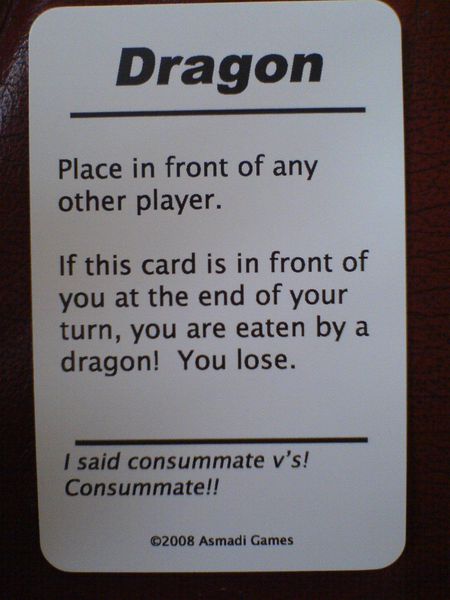 Dragon
Place in front of any
other player.
If this card is in front of
you at the end of your
turn, you are eaten by a
dragon!  You lose.
I said consummate v's!
Consummate!!
©2008 Asmadi Games